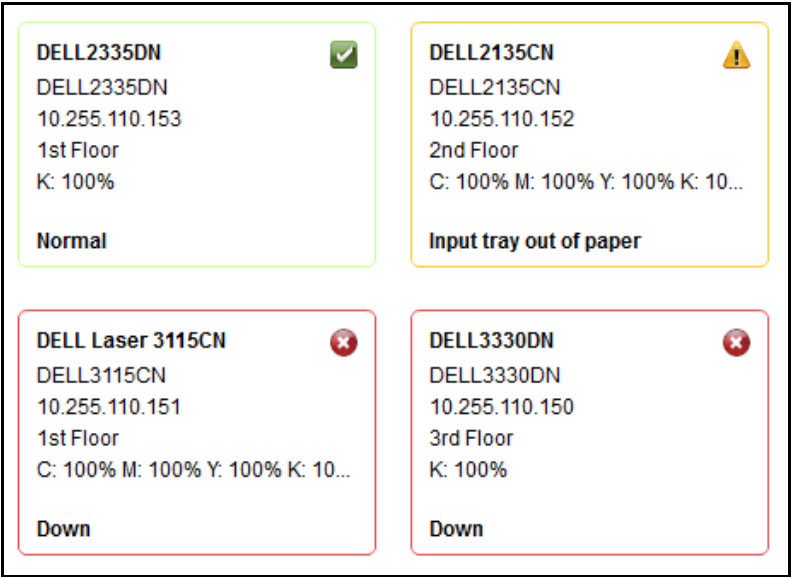 DELL2335DN
DELL2335DN
10.255.110.153
1st Floor
K: 100%
Normal
DELL2135CN
DELL2135CN
10.255.110.152
2nd Floor
C: 100% M: 100% Y: 100% K: 10...
Input tray out of paper
DELL Laser 3115CN
DELL3115CN
10.255.110.151
1st Floor
C: 100% M: 100% Y: 100% K: 10...
Down
DELL3330DN
DELL3330DN
10.255.110.150
3rd Floor
K: 100%
Down